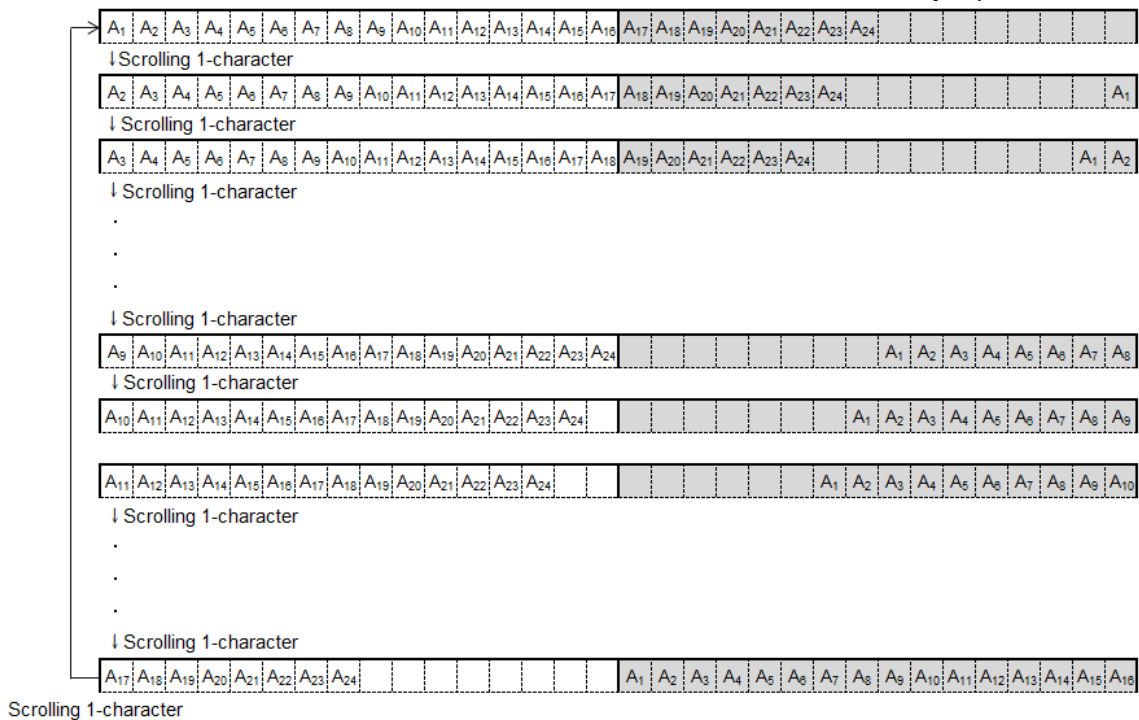 A1 A2 A3 A4 A5 A6 A7 A8 A9 A10 A11 A12 A13 A14 A15 A16 A17 A18 A19 A20 A21 A22 A23 A24
↓Scrolling 1-character
A2 A3 A4 A5 A6 A7 A8 A9 A10 A11 A12 A13 A14 A15 A16 A17 A18 A19 A20 A21 A22 A23 A24 A1
↓Scrolling 1-character
A3 A4 A5 A6 A7 A8 A9 A10 A11 A12 A13 A14 A15 A16 A17 A18 A19 A20 A21 A22 A23 A24 A1 A2
↓Scrolling 1-character
.
.
.
↓Scrolling 1-character
A9 A10 A11 A12 A13 A14 A15 A16 A17 A18 A19 A20 A21 A22 A23 A24 A1 A2 A3 A4 A5 A6 A7 A8
↓Scrolling 1-character
A10 A11 A12 A13 A14 A15 A16 A17 A18 A19 A20 A21 A22 A23 A24 A1 A2 A3 A4 A5 A6 A7 A8 A9
A11 A12 A13 A14 A15 A16 A17 A18 A19 A20 A21 A22 A23 A24 A1 A2 A3 A4 A5 A6 A7 A8 A9 A10
↓Scrolling 1-character
.
.
.
↓Scrolling 1-character
A17 A18 A19 A20 A21 A22 A23 A24 A1 A2 A3 A4 A5 A6 A7 A8 A9 A10 A11 A12 A13 A14 A15 A16
Scrolling 1-character